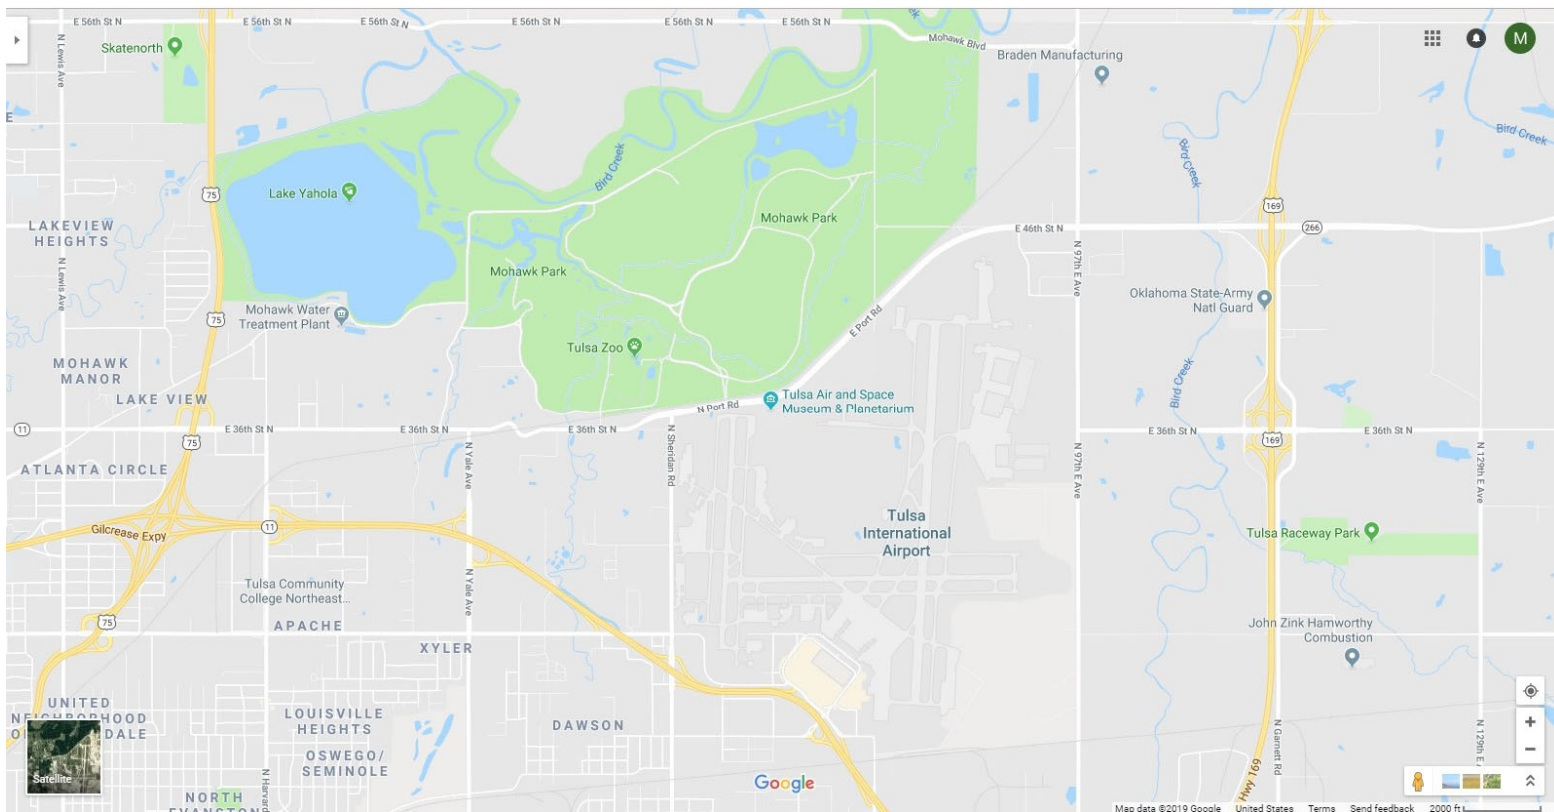 E 56th St N
E 56th St N
E 56th St N
E 56th St N
E 56th St N
Skatenorth
N Lewis Ave
Mohawk Blvd
Braden Manufacturing
M
E
Bird Creek
Bird Creek
Bird Creek
Lake Yahola
75
169
LAKEVIEW
HEIGHTS
Mohawk Park
E 46th St N
266
N Lewis Ave
N 97th E Ave
Mohawk Park
Oklahoma State-Army
Natl Guard
Mohawk Water
Treatment Plant
75
E Port Rd
Tulsa Zoo
MOHAWK
MANOR
Bird Creek
LAKE VIEW
Tulsa Air and Space
Museum & Planetarium
N Port Rd
11
E 36th St N
E 36th St N
E 36th St N
E 36th St N
E 36th St N
75
169
N Yale Ave
N Sheridan Rd
N 97th E Ave
N 129th E Ave
ATLANTA CIRCLE
Gilcrease Expy
11
Tulsa
International
Airport
Tulsa Raceway Park
N Yale Ave
Tulsa Community
College Northeast...
75
APACHE
XYLER
John Zink Hamworthy
Combustion
UNITED
NEIGHBORHOOD
DALE
LOUISVILLE
HEIGHTS
DAWSON
OSWEGO/
SEMINOLE
Satellite
N Garnett Rd
N 129th E
Hwy 169
NORTH
Google
Map data ©2019 Google United States Terms Send feedback 2000 ft